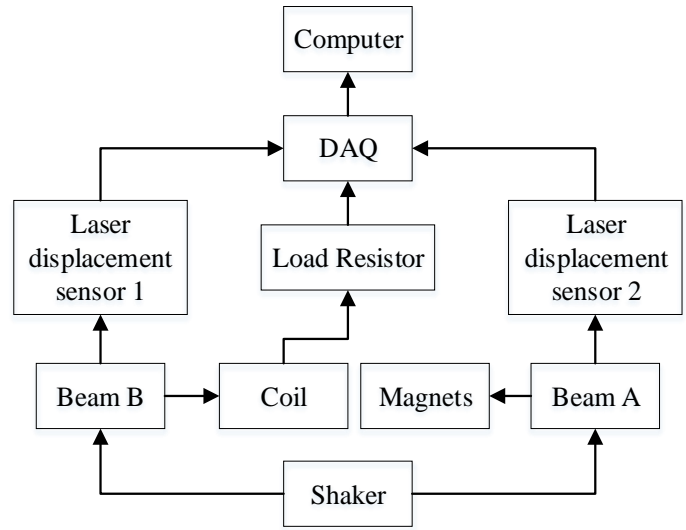 Computer
DAQ
Laser
displacement
sensor 1
Load Resistor
Laser
displacement
sensor 2
Beam B
Coil
Magnets
Beam A
Shaker